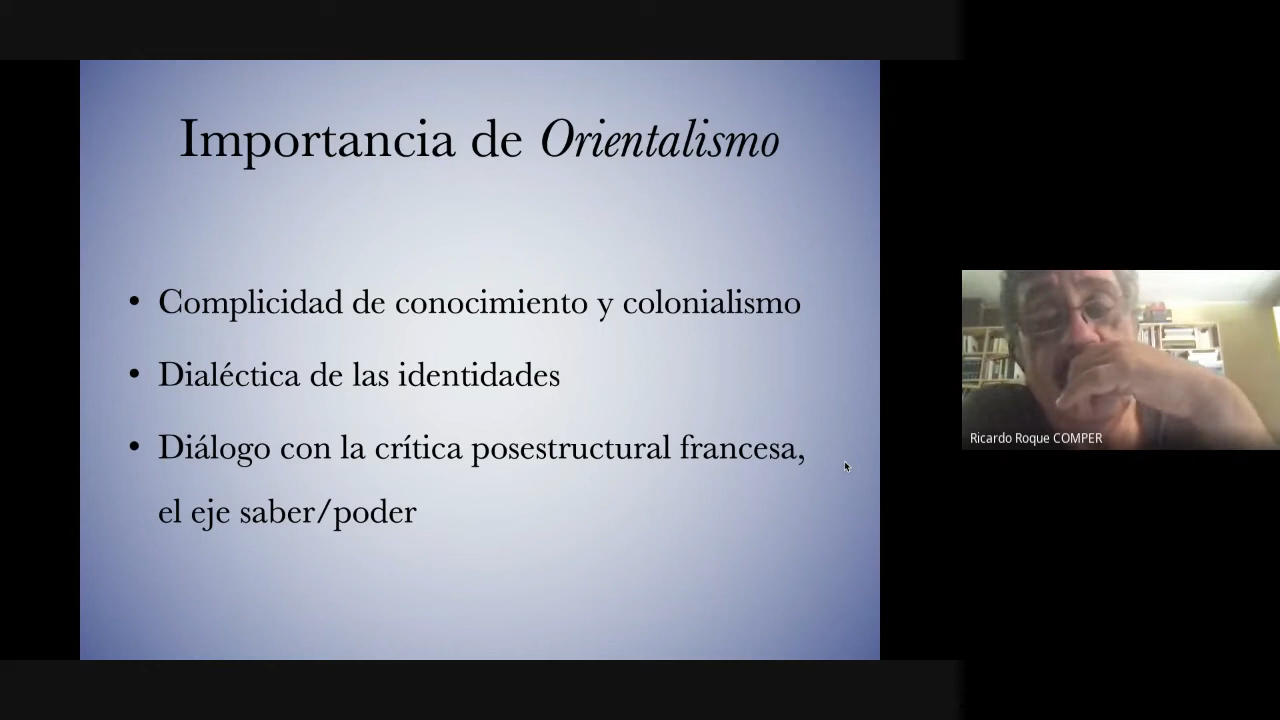 Importancia de Orientalismo
• Complicidad de conocimiento y colonialismo
• Dialéctica de las identidades
• Diálogo con la crítica posestructural francesa,
el eje saber/poder
Ricardo Roque COMPER